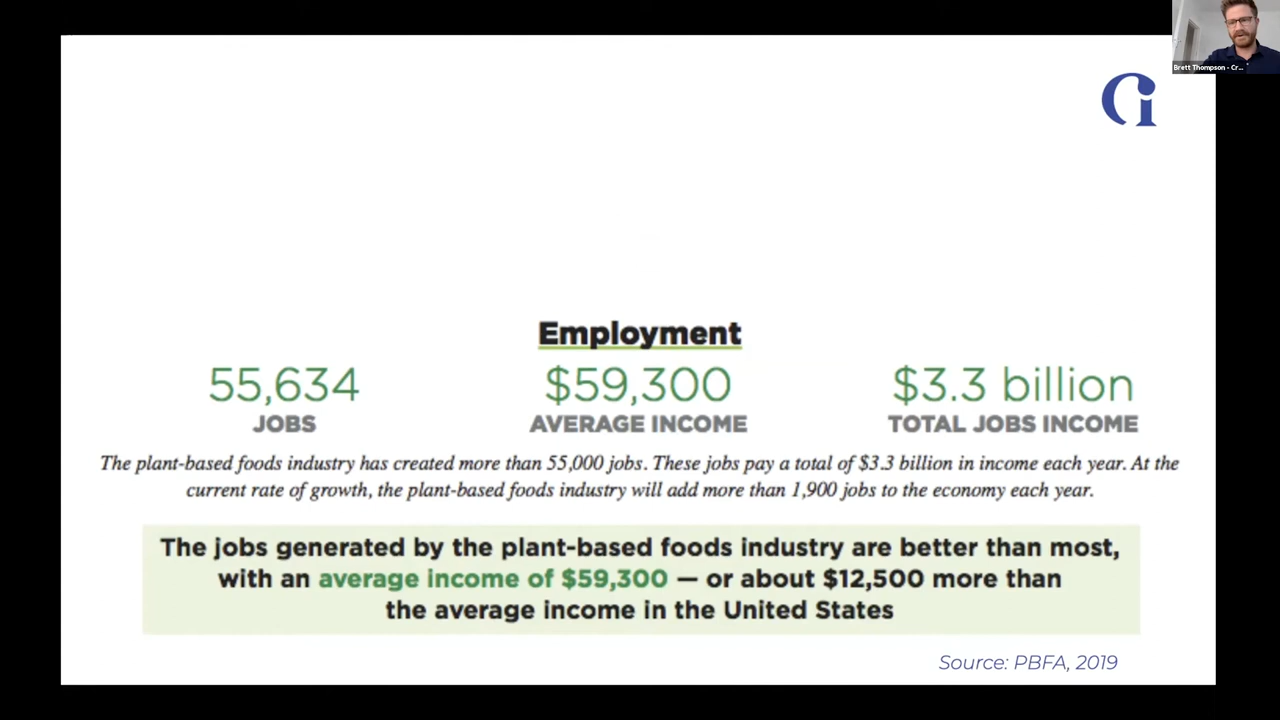 Brett Thompson - Cr...
Employment
55,634
JOBS
$59,300
AVERAGE INCOME
$3.3 billion
TOTAL JOBS INCOME
The plant-based foods industry has created more than 55,000 jobs. These jobs pay a total of $3.3 billion in income each year. At the
current rate of growth, the plant-based foods industry will add more than 1,900 jobs to the economy each year.
The jobs generated by the plant-based foods industry are better than most,
with an average income of $59,300 — or about $12,500 more than
the average income in the United States
Source: PBFA, 2019